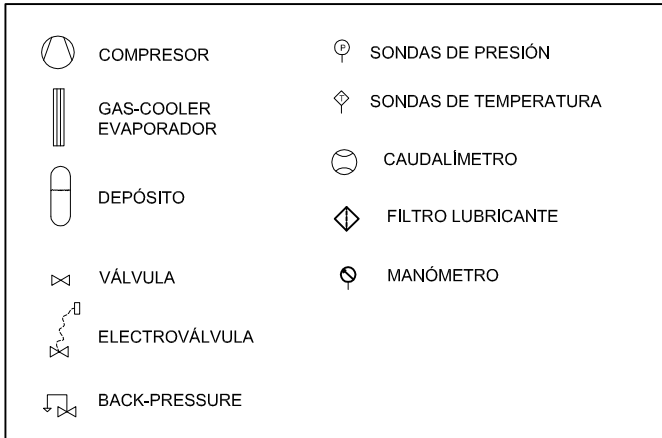 COMPRESOR
GAS-COOLER
EVAPORADOR
DEPÓSITO
VÁLVULA
ELECTROVÁLVULA
BACK-PRESSURE
P
SONDAS DE PRESIÓN
T
SONDAS DE TEMPERATURA
CAUDALÍMETRO
FILTRO LUBRICANTE
MANÓMETRO